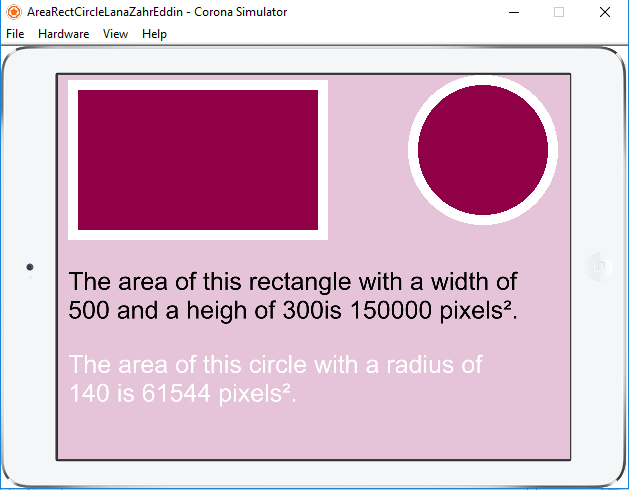 AreaRectCircleLanaZahrEddin - Corona Simulator
File Hardware View Help
The area of this rectangle with a width of
500 and a heigh of 300is 150000 pixels².
The area of this circle with a radius of
140 is 61544 pixels².